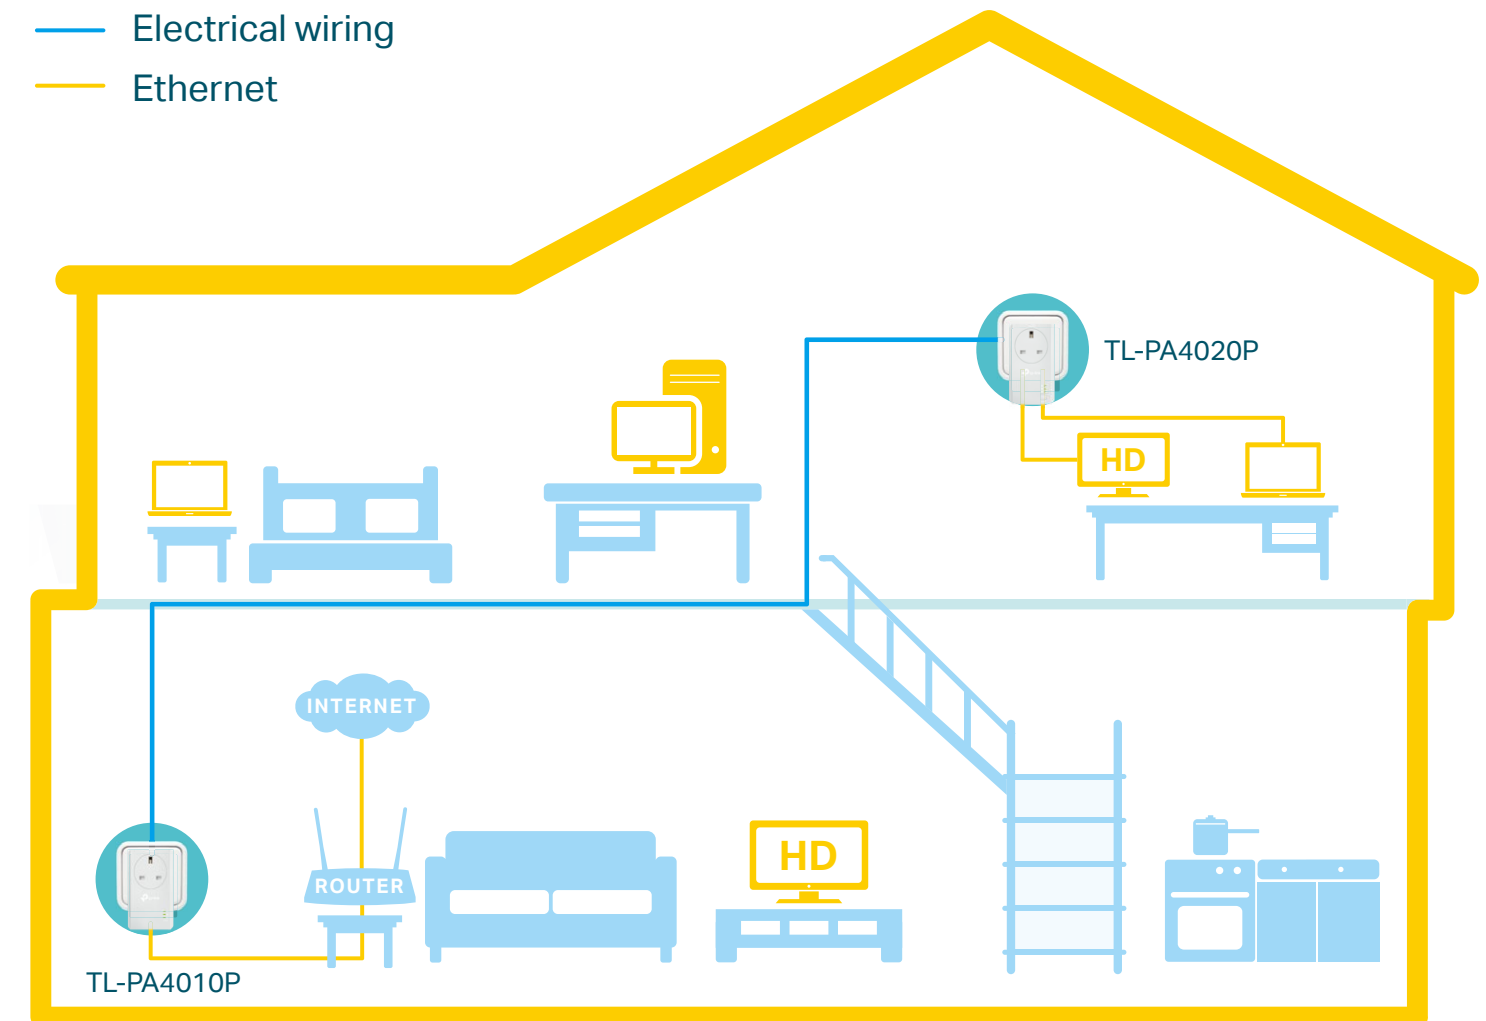 Electrical wiring
Ethernet
TL-PA4020P
HD
INTERNET
ROUTER
HD
TL-PA4010P